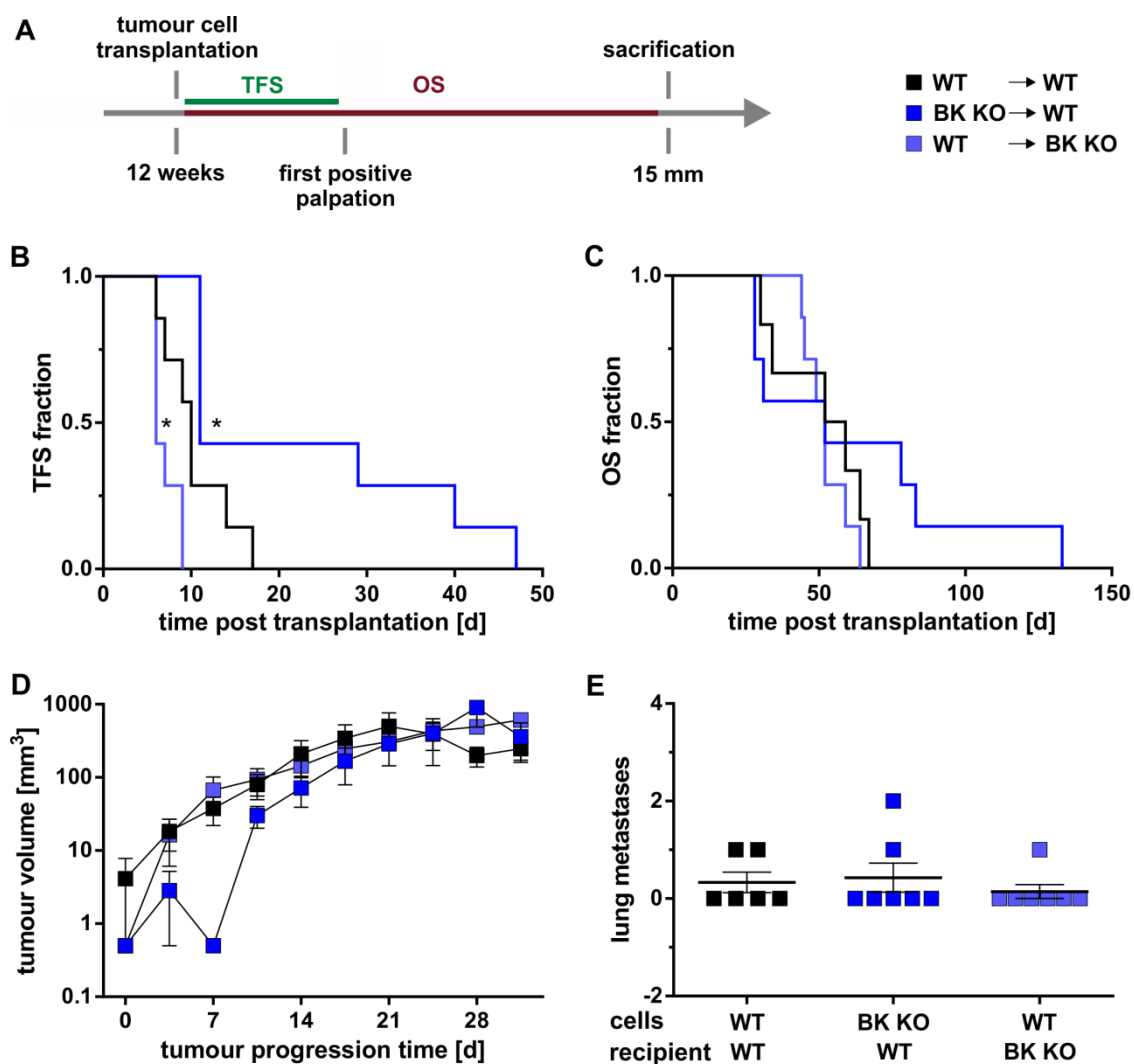 A
tumour cell
transplantation
sacrification
TFS
OS
12 weeks
first positive
palpation
15 mm
WT → WT
BK KO → WT
WT → BK KO
B
1.0
0.5
0.0
TFS fraction
*
*
0 10 20 30 40 50
time post transplantation [d]
C
1.0
0.5
0.0
OS fraction
0 50 100 150
time post transplantation [d]
D
1000
100
10
1
0.1
tumour volume [mm³]
0 7 14 21 28
tumour progression time [d]
E
4
2
0
-2
lung metastases
cells WT BK KO WT
recipient WT WT BK KO